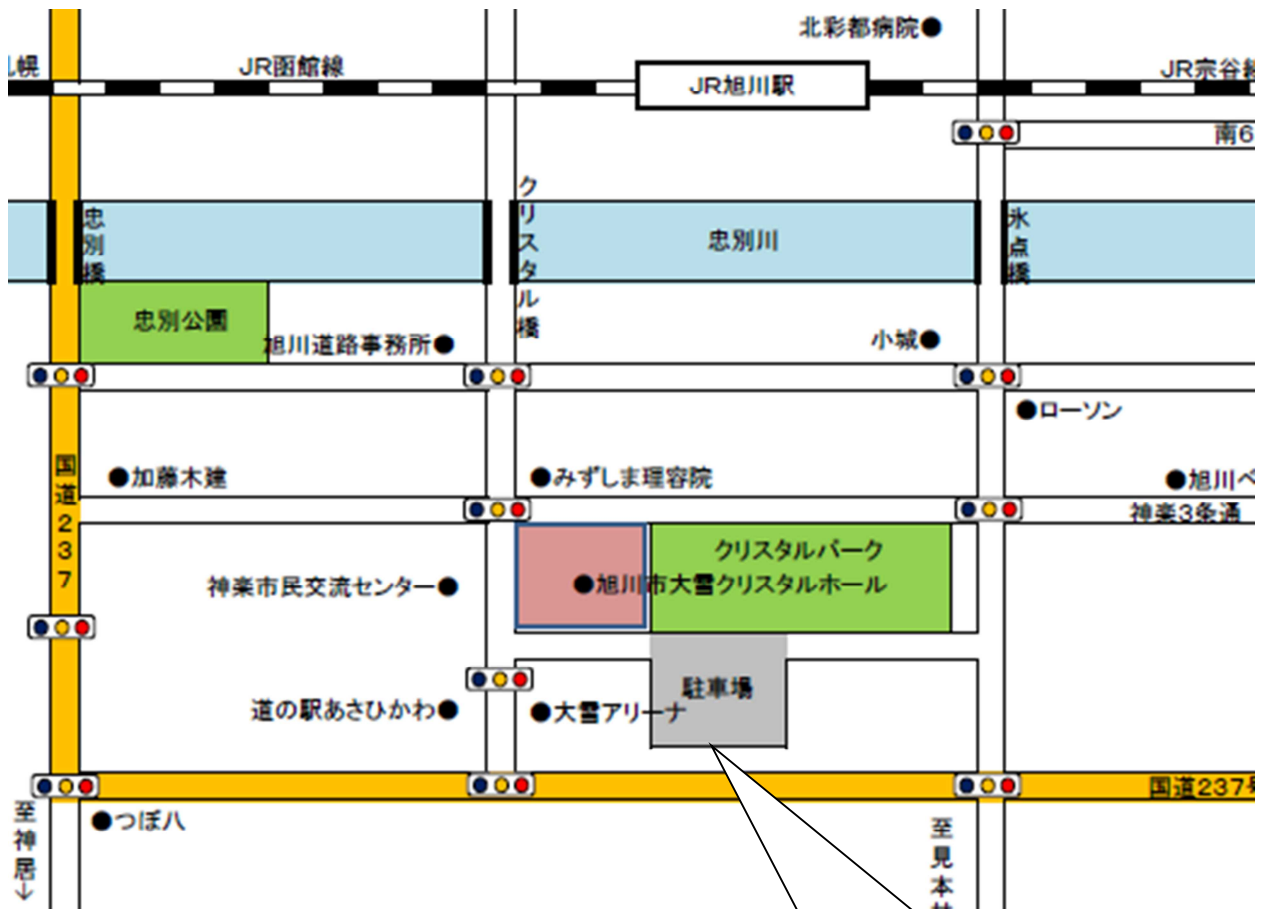 北彩都病院●
幌
JR函館線
JR旭川駅
JR宗谷
南6
忠別橋
クリスタル橋
忠別川
氷点橋
忠別公園
旭川道路事務所●
小城●
●ローソン
国道237
●加藤木建
●みずしま理容院
●旭川ベ
神楽3条通
クリスタルパーク
神楽市民交流センター●
●旭川市大雪クリスタルホール
駐車場
道の駅あさひかわ●
●大雪アリーナ
国道237
●つぼ八
至神居↓
至見本